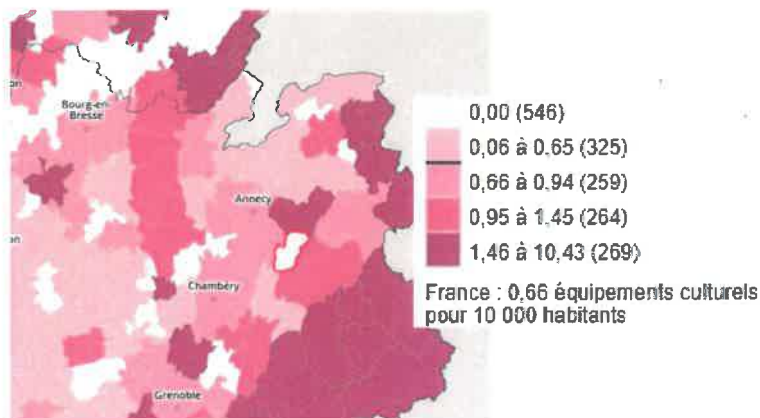 on
Bourg-en-
Bresse
Annecy
on
Chambéry
Grenoble
0,00 (546)
0,06 à 0,65 (325)
0,66 à 0,94 (259)
0,95 à 1,45 (264)
1,46 à 10,43 (269)
France : 0,66 équipements culturels
pour 10 000 habitants